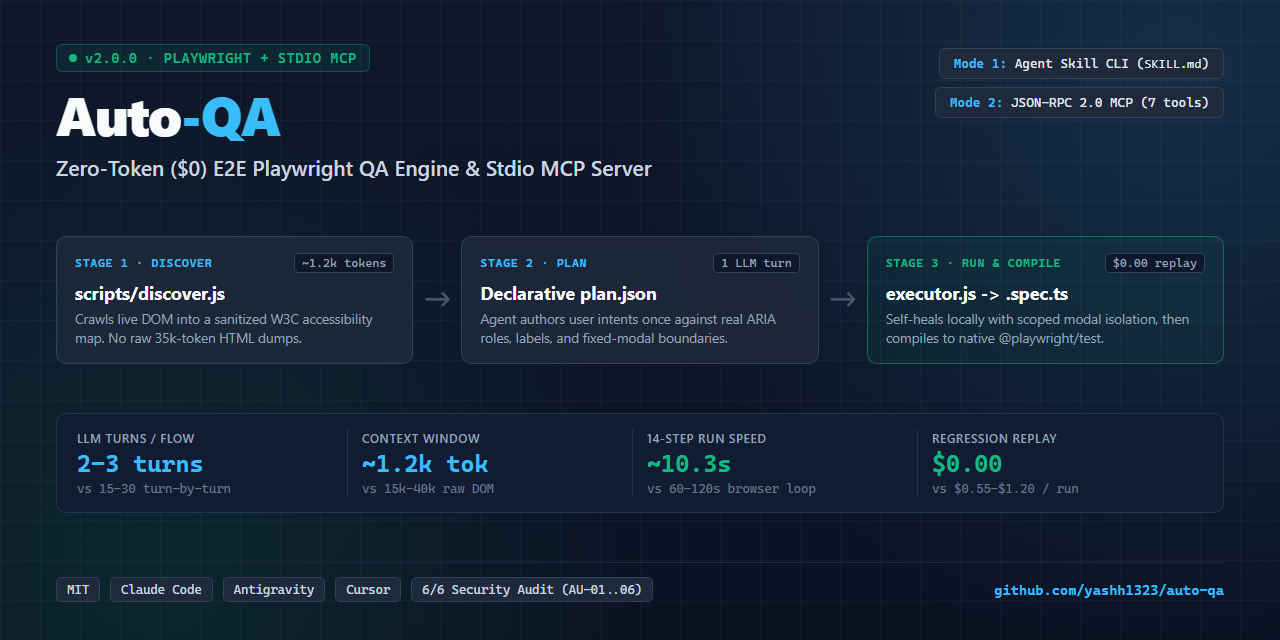 v2.0.0 · PLAYWRIGHT + STDIO MCP
Mode 1: Agent Skill CLI (SKILL.md)
Mode 2: JSON-RPC 2.0 MCP (7 tools)
Auto-QA
Zero-Token ($0) E2E Playwright QA Engine & Stdio MCP Server
STAGE 1 · DISCOVER
~1.2k tokens
scripts/discover.js
Crawls live DOM into a sanitized W3C accessibility
map. No raw 35k-token HTML dumps.
→
STAGE 2 · PLAN
1 LLM turn
Declarative plan.json
Agent authors user intents once against real ARIA
roles, labels, and fixed-modal boundaries.
→
STAGE 3 · RUN & COMPILE
$0.00 replay
executor.js -> .spec.ts
Self-heals locally with scoped modal isolation, then
compiles to native @playwright/test.
LLM TURNS / FLOW
2–3 turns
vs 15–30 turn-by-turn
CONTEXT WINDOW
~1.2k tok
vs 15k–40k raw DOM
14-STEP RUN SPEED
~10.3s
vs 60–120s browser loop
REGRESSION REPLAY
$0.00
vs $0.55–$1.20 / run
MIT
Claude Code
Antigravity
Cursor
6/6 Security Audit (AU-01..06)
github.com/yashh1323/auto-qa